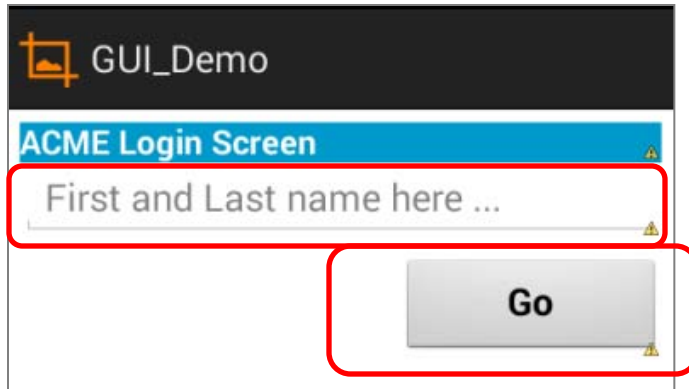 GUI_Demo
ACME Login Screen
First and Last name here ...
Go